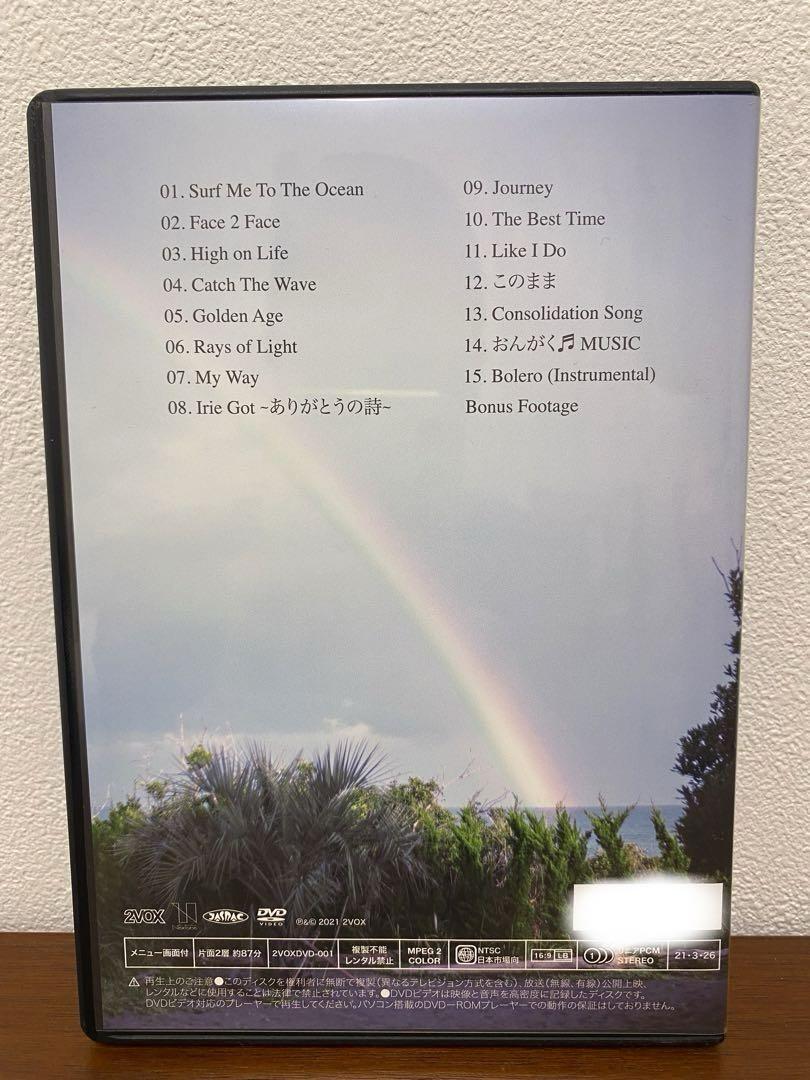 01. Surf Me To The Ocean
02. Face 2 Face
03. High on Life
04. Catch The Wave
05. Golden Age
06. Rays of Light
07. My Way
08. Irie Got ~ありがとうの詩~
09. Journey
10. The Best Time
11. Like I Do
12. このまま
13. Consolidation Song
14. おんがく♬ MUSIC
15. Bolero (Instrumental)
Bonus Footage
2VOX JASRAC DVD VIDEO ℗&© 2021 2VOX
メニュー画面付
片面2層 約87分
2VOXDVD-001
複製不能
レンタル禁止
MPEG 2
COLOR
NTSC
日本市場向
16:9 LB
1
リニアPCM
STEREO
21・3・26
⚠ 再生上のご注意●このディスクを権利者に無断で複製(異なるテレビジョン方式を含む)、放送(無線、有線)公開上映、
レンタルなどに使用することは法律で禁止されています。●DVDビデオは映像と音声を高密度に記録したディスクです。
DVDビデオ対応のプレーヤーで再生してください。パソコン搭載のDVDーROMプレーヤーでの動作の保証はしておりません。